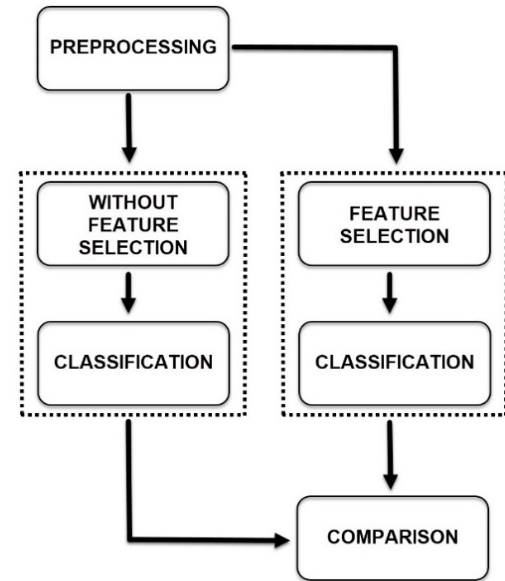 PREPROCESSING
WITHOUT
FEATURE
SELECTION
CLASSIFICATION
FEATURE
SELECTION
CLASSIFICATION
COMPARISON